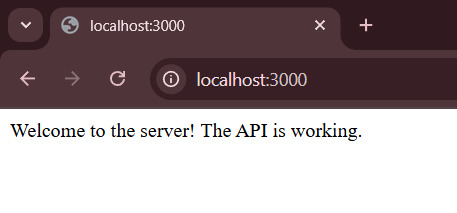 localhost:3000
localhost:3000
Welcome to the server! The API is working.